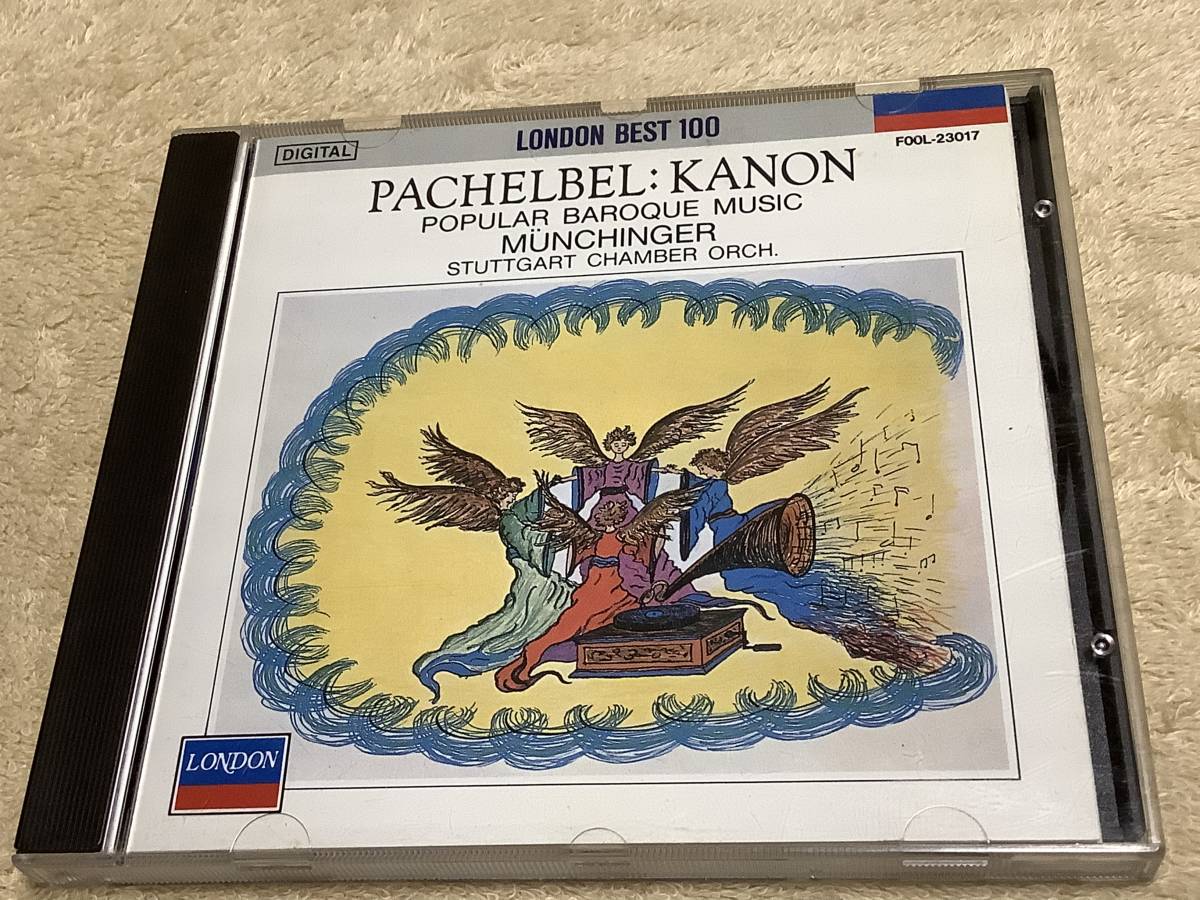 LONDON BEST 100
DIGITAL
F00L-23017
PACHELBEL: KANON
POPULAR BAROQUE MUSIC
MÜNCHINGER
STUTTGART CHAMBER ORCH.
LONDON